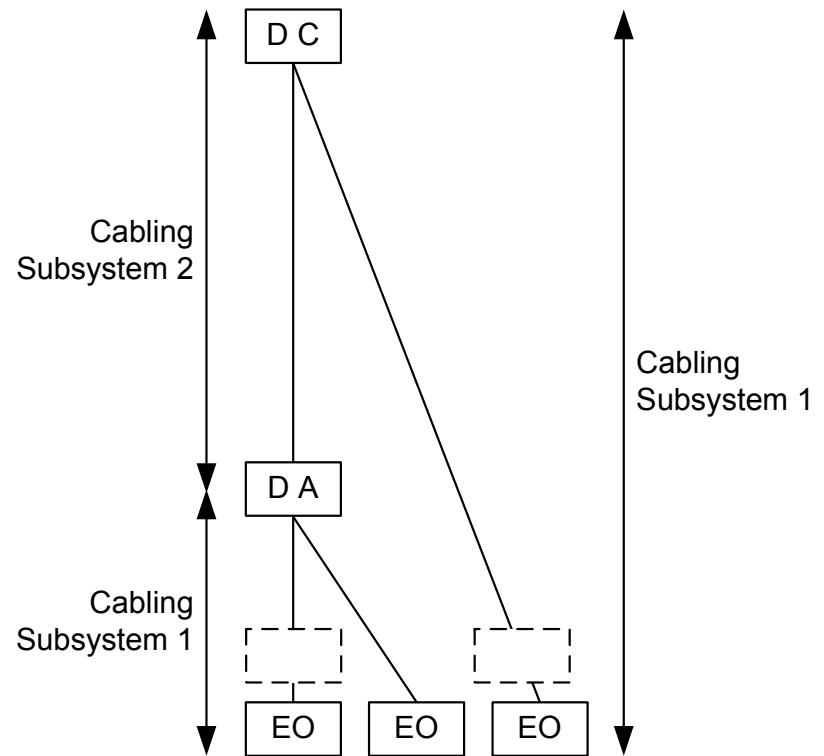 D C
Cabling
Subsystem 2
Cabling
Subsystem 1
D A
Cabling
Subsystem 1
EO
EO
EO